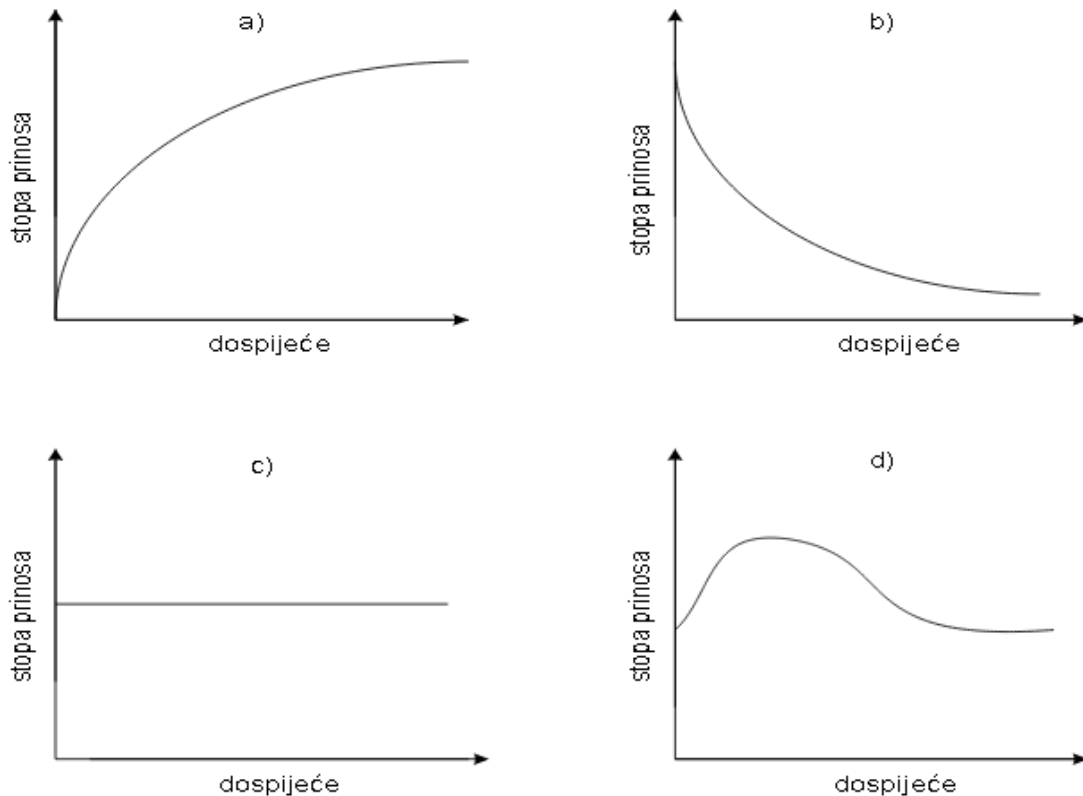 a)
stopa prinosa
dospijeće
b)
stopa prinosa
dospijeće
c)
stopa prinosa
dospijeće
d)
stopa prinosa
dospijeće